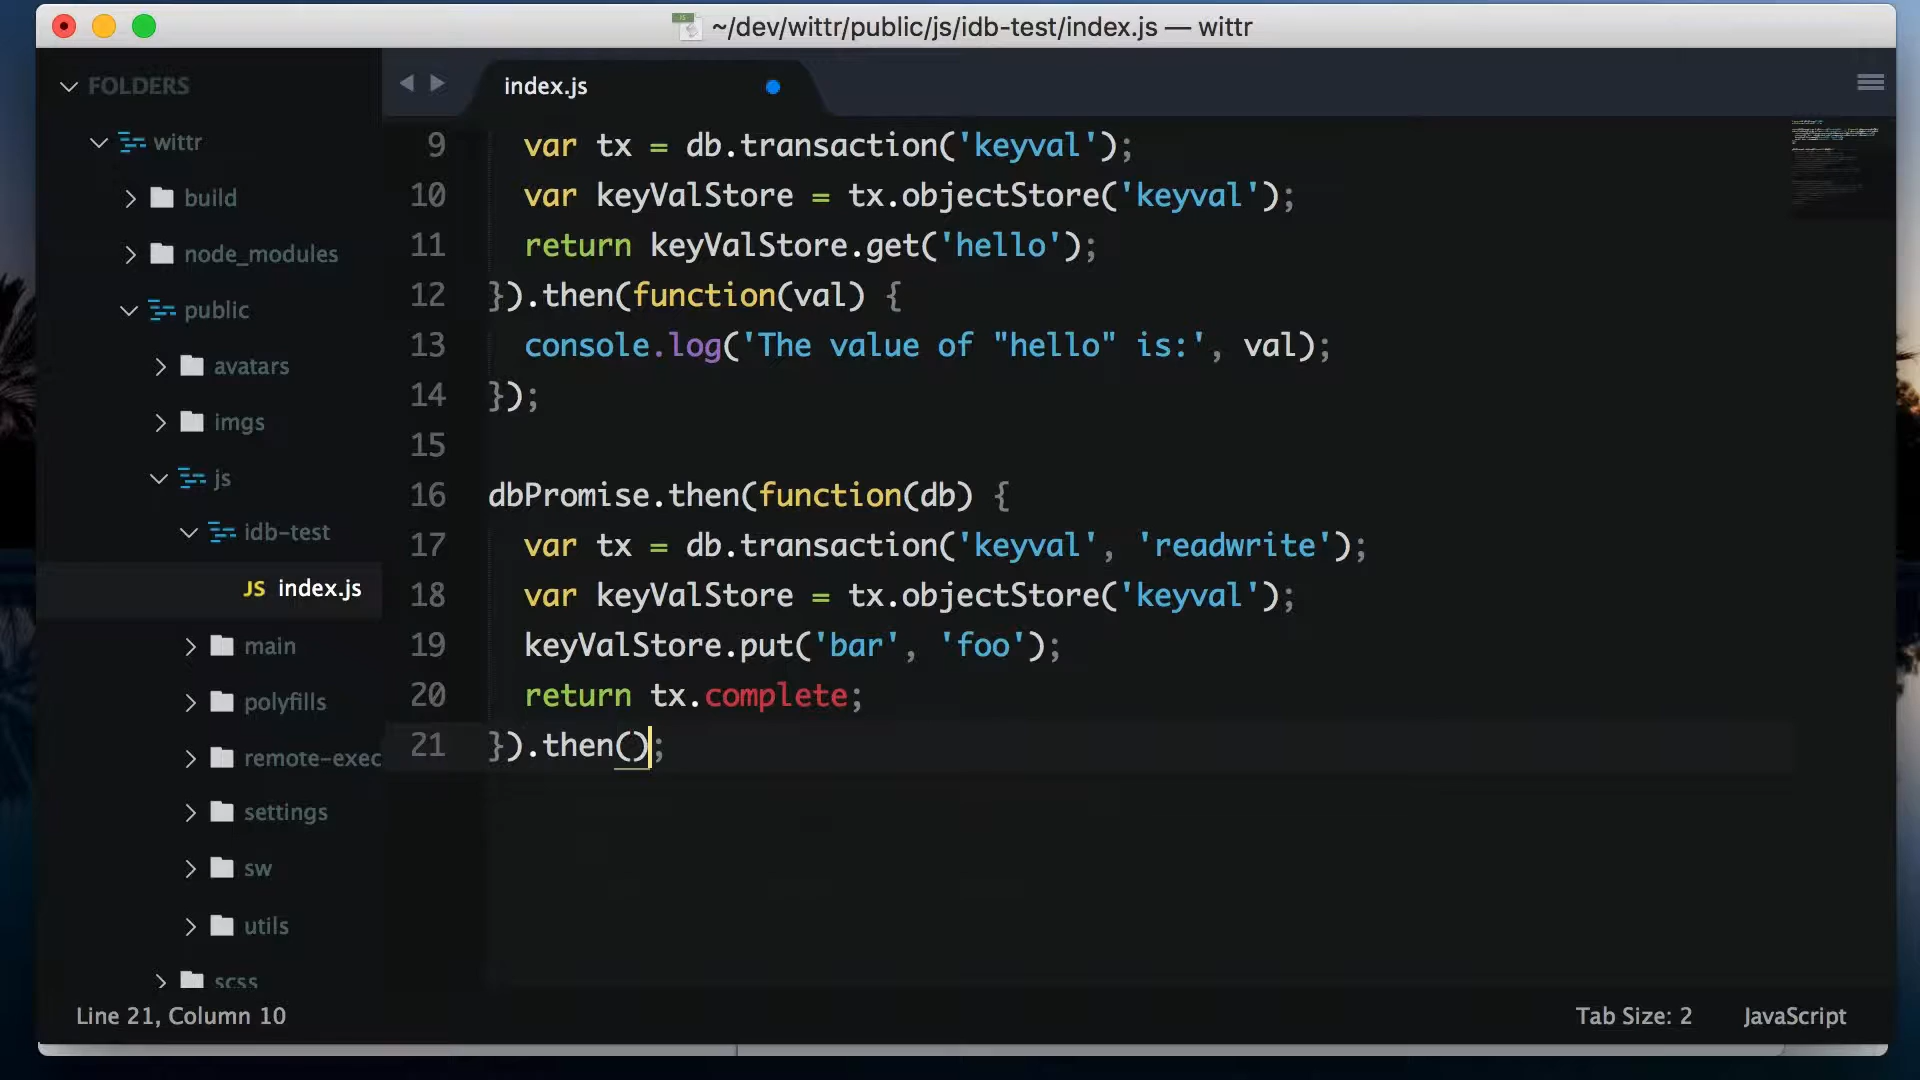 ~/dev/wittr/public/js/idb-test/index.js — wittr
FOLDERS
wittr
build
node_modules
public
avatars
imgs
js
idb-test
JS index.js
main
polyfills
remote-exec
settings
sw
utils
scss
index.js
9 var tx = db.transaction('keyval');
10 var keyValStore = tx.objectStore('keyval');
11 return keyValStore.get('hello');
12 }).then(function(val) {
13 console.log('The value of "hello" is:', val);
14 });
15
16 dbPromise.then(function(db) {
17 var tx = db.transaction('keyval', 'readwrite');
18 var keyValStore = tx.objectStore('keyval');
19 keyValStore.put('bar', 'foo');
20 return tx.complete;
21 }).then();
Line 21, Column 10
Tab Size: 2
JavaScript